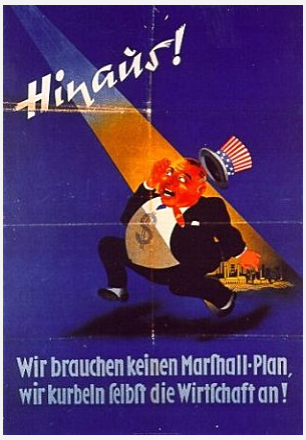 Hinaus!
$
Wir brauchen keinen Marſhall-Plan,
wir kurbeln ſelbſt die Wirtſchaft an!